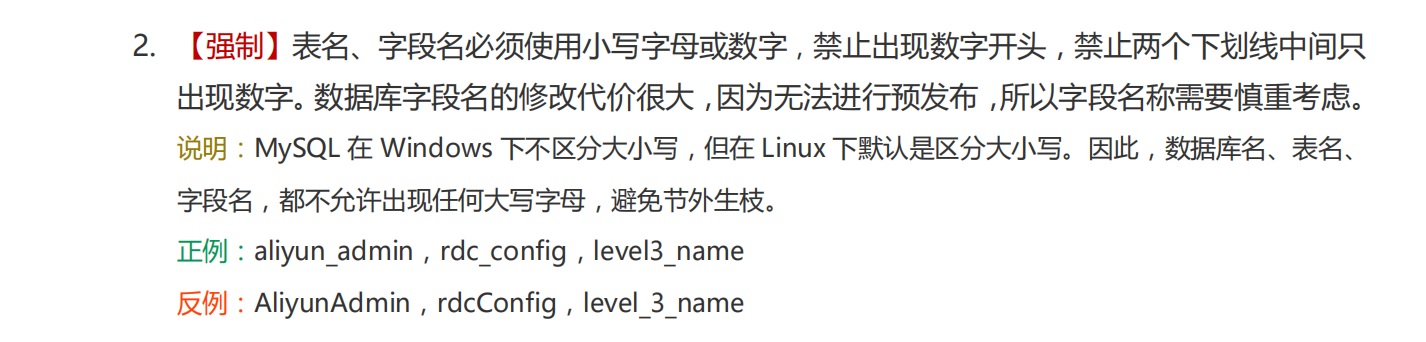 2. 【强制】表名、字段名必须使用小写字母或数字，禁止出现数字开头，禁止两个下划线中间只
出现数字。数据库字段名的修改代价很大，因为无法进行预发布，所以字段名称需要慎重考虑。
说明：MySQL 在 Windows 下不区分大小写，但在 Linux 下默认是区分大小写。因此，数据库名、表名、
字段名，都不允许出现任何大写字母，避免节外生枝。
正例：aliyun_admin，rdc_config，level3_name
反例：AliyunAdmin，rdcConfig，level_3_name